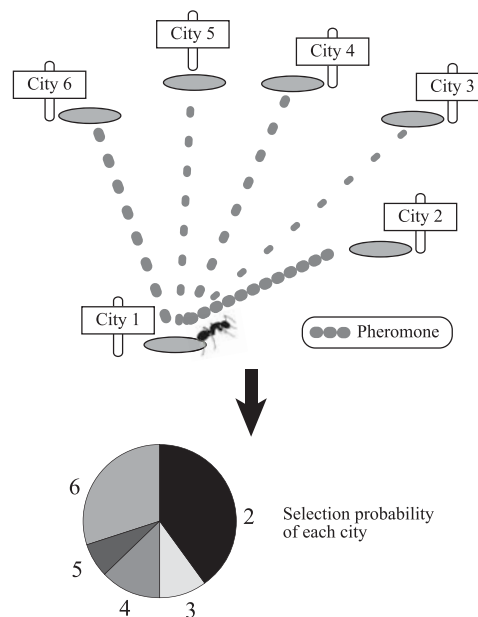 City 5
City 4
City 6
City 3
City 2
City 1
Pheromone
6
2
5
4
3
Selection probability
of each city